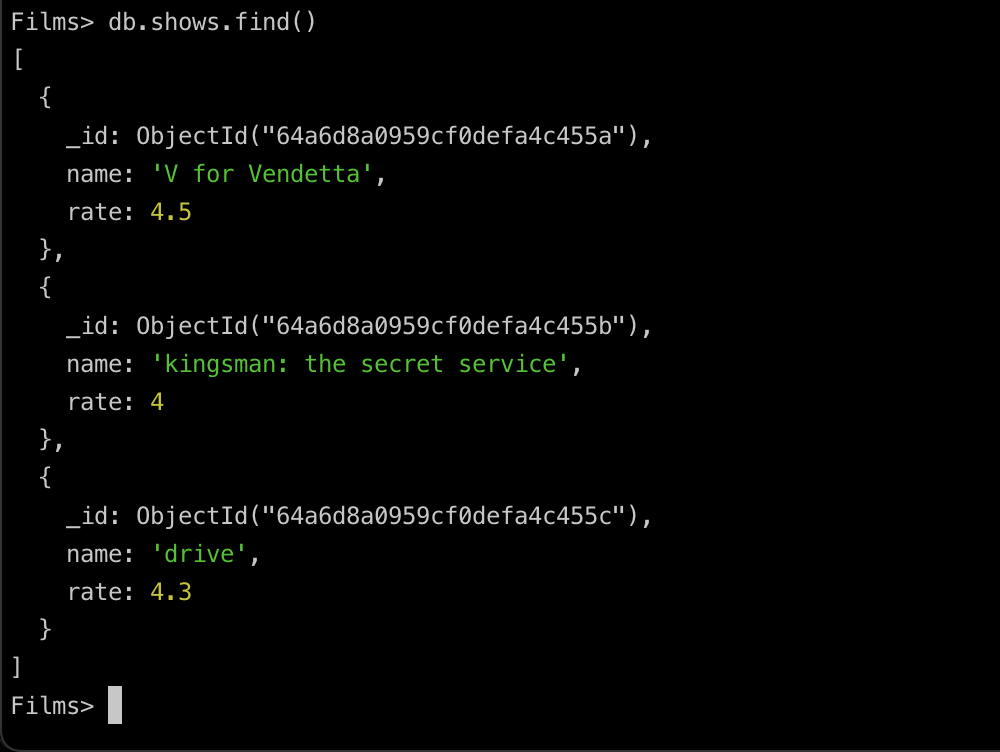 Films> db.shows.find()
[
  {
    _id: ObjectId("64a6d8a0959cf0defa4c455a"),
    name: 'V for Vendetta',
    rate: 4.5
  },
  {
    _id: ObjectId("64a6d8a0959cf0defa4c455b"),
    name: 'kingsman: the secret service',
    rate: 4
  },
  {
    _id: ObjectId("64a6d8a0959cf0defa4c455c"),
    name: 'drive',
    rate: 4.3
  }
]
Films>